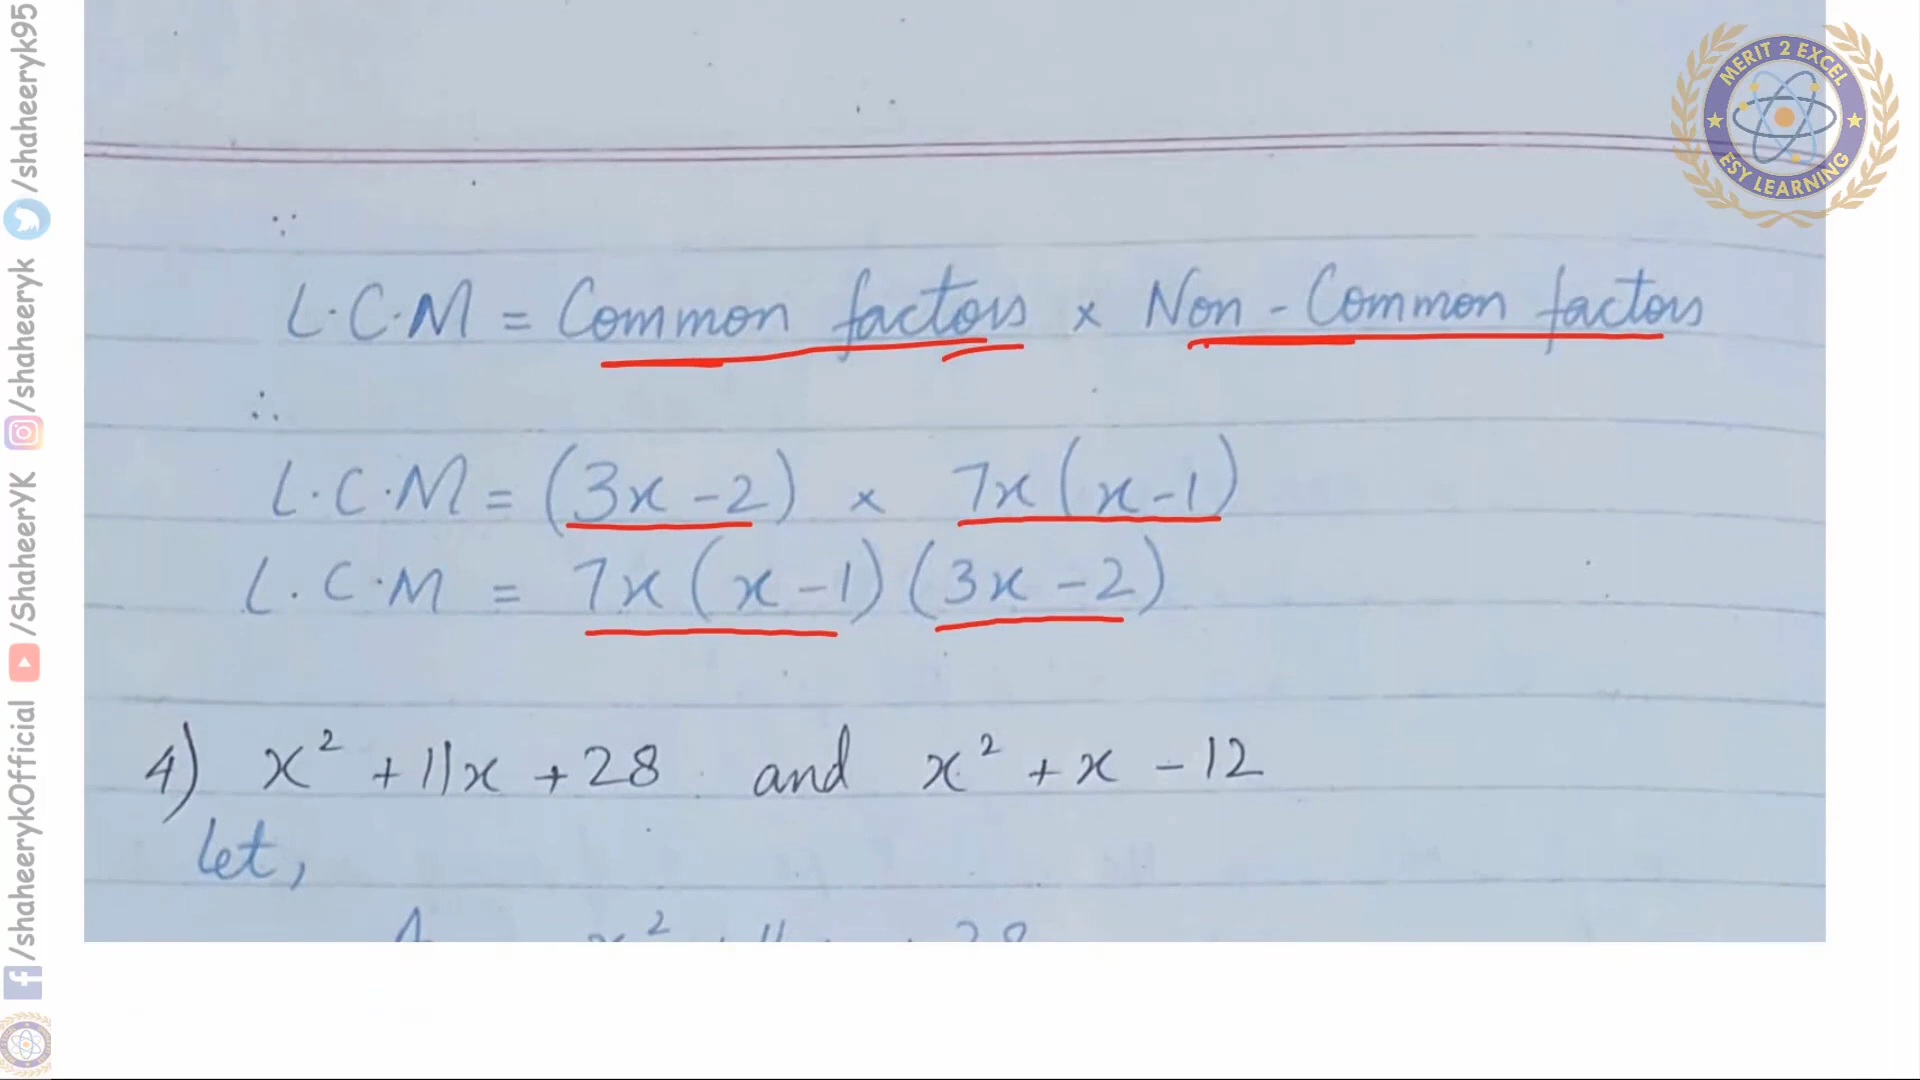 ∵
L.C.M = Common factors × Non-Common factors
∴
L.C.M = (3x-2) × 7x(x-1)
L.C.M = 7x(x-1)(3x-2)
4) x² + 11x + 28 and x² + x - 12
Let,
MERIT 2 EXCEL
ESY LEARNING
/shaheerykOfficial
/ShaheerYK
/shaheeryk
/shaheeryk95